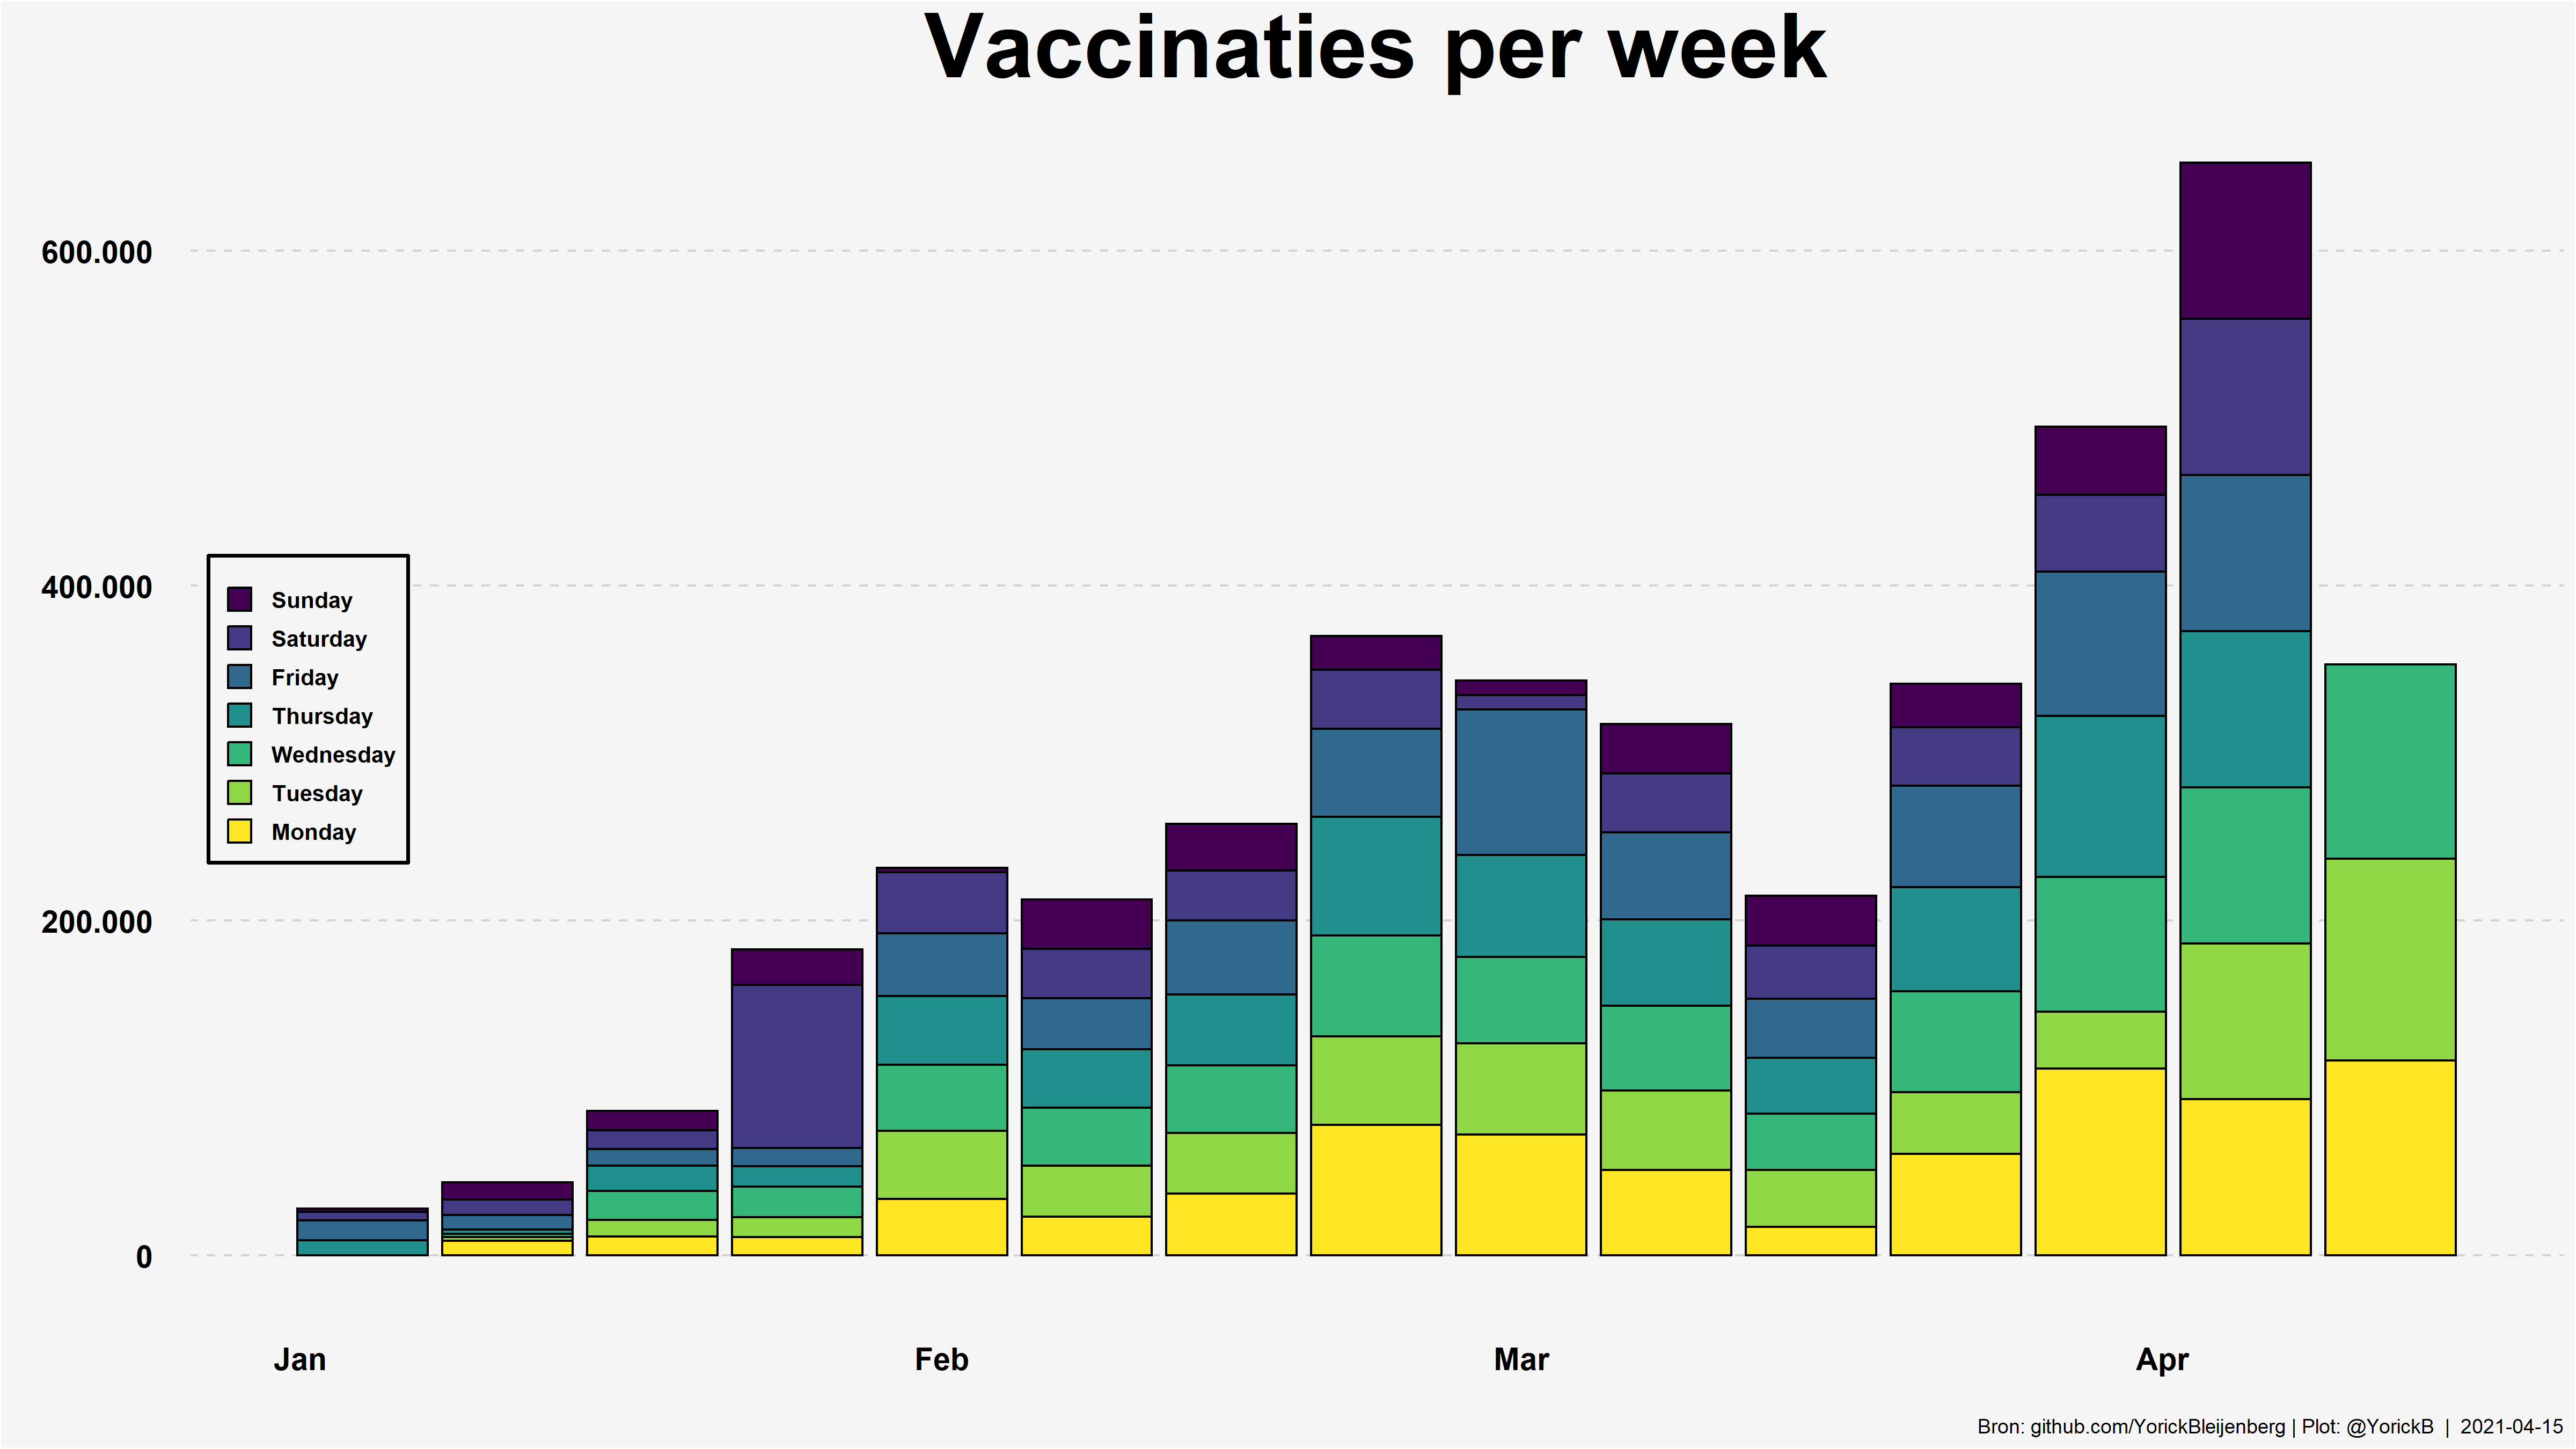 Vaccinaties per week
600.000
400.000
200.000
0
Sunday
Saturday
Friday
Thursday
Wednesday
Tuesday
Monday
Jan Feb Mar Apr
Bron: github.com/YorickBleijenberg | Plot: @YorickB | 2021-04-15